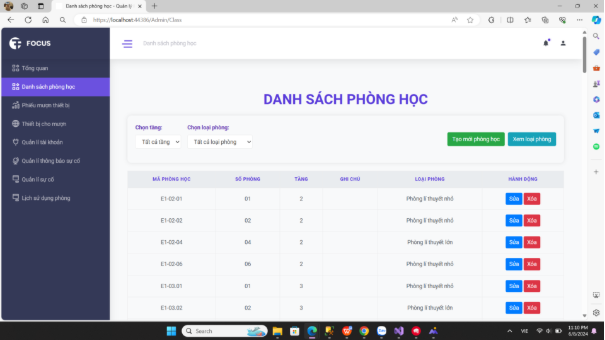 Danh sách phòng học - Quản lý
https://localhost:44386/Admin/Class
FOCUS
Danh sách phòng học
Tổng quan
Danh sách phòng học
Phiếu mượn thiết bị
Thiết bị cho mượn
Quản lí tài khoản
Quản lí thông báo sự cố
Quản lí sự cố
Lịch sử dụng phòng
DANH SÁCH PHÒNG HỌC
Chọn tầng: Chọn loại phòng:
Tất cả tầng Tất cả loại phòng Tạo mới phòng học Xem loại phòng
MÃ PHÒNG HỌC SỐ PHÒNG TẦNG GHI CHÚ LOẠI PHÒNG HÀNH ĐỘNG
E1-02-01 01 2 Phòng lí thuyết nhỏ Sửa Xóa
E1-02-02 02 2 Phòng lí thuyết nhỏ Sửa Xóa
E1-02-04 04 2 Phòng lí thuyết lớn Sửa Xóa
E1-02-06 06 2 Phòng lí thuyết nhỏ Sửa Xóa
E1-03.01 01 3 Phòng lí thuyết nhỏ Sửa Xóa
E1-03.02 02 3 Phòng lí thuyết lớn Sửa Xóa
Search
VIE
11:10 PM
6/5/2024